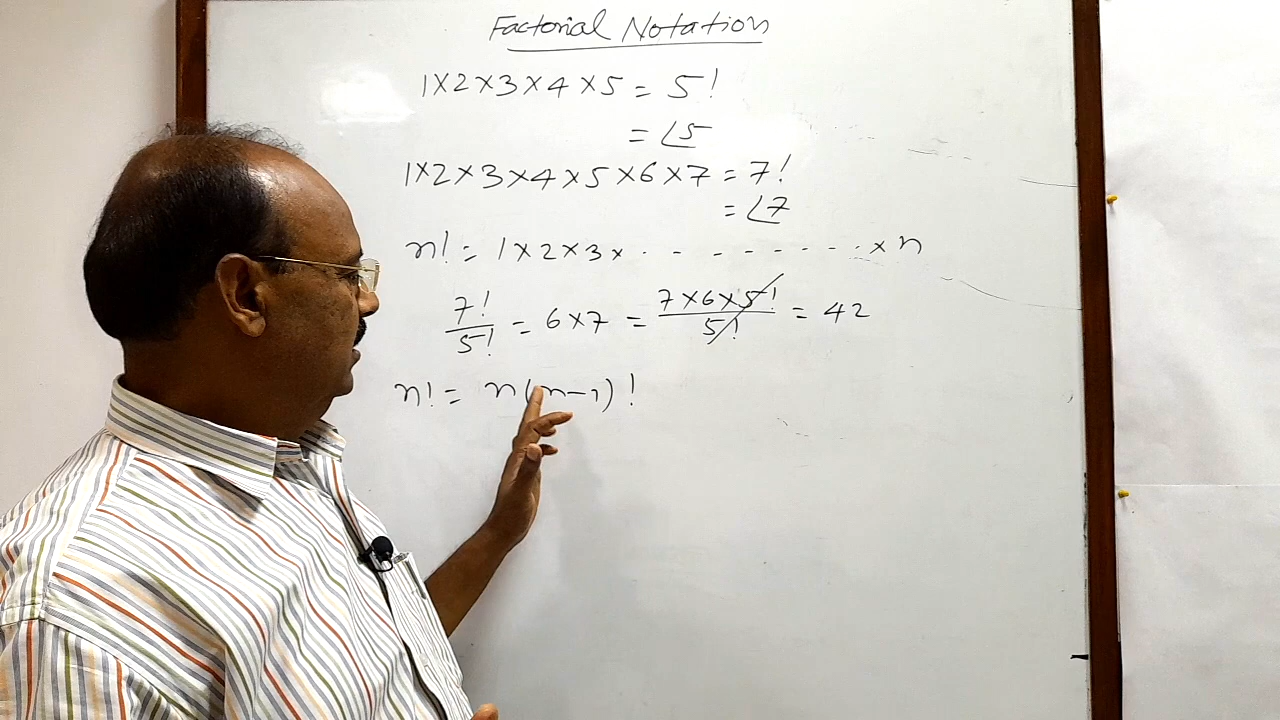 Factorial Notation
1×2×3×4×5 = 5!
= ∠5
1×2×3×4×5×6×7 = 7!
= ∠7
n! = 1×2×3×. - - - - - - . .×n
7!/5! = 6×7 = 7×6×5!/5! = 42
n! = n(n-1)!